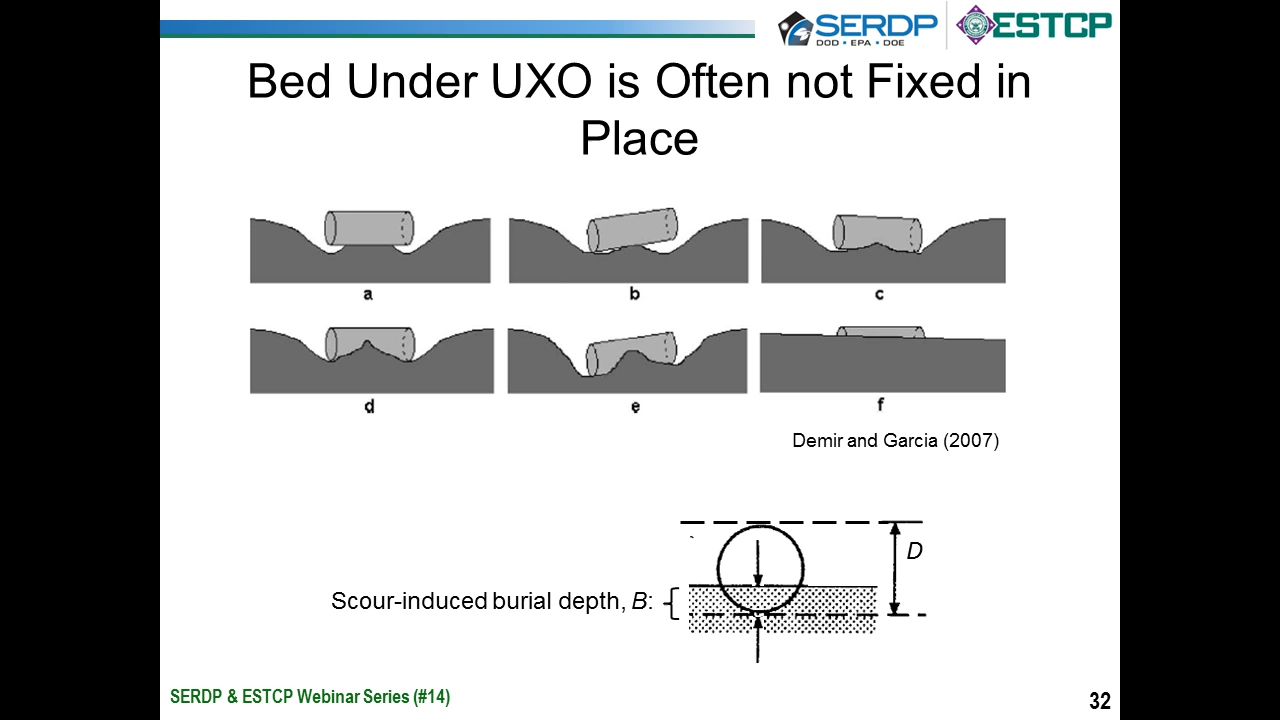 SERDP
DOD • EPA • DOE
ESTCP
Bed Under UXO is Often not Fixed in
Place
a
b
c
d
e
f
Demir and Garcia (2007)
D
Scour-induced burial depth, B:
SERDP & ESTCP Webinar Series (#14)
32